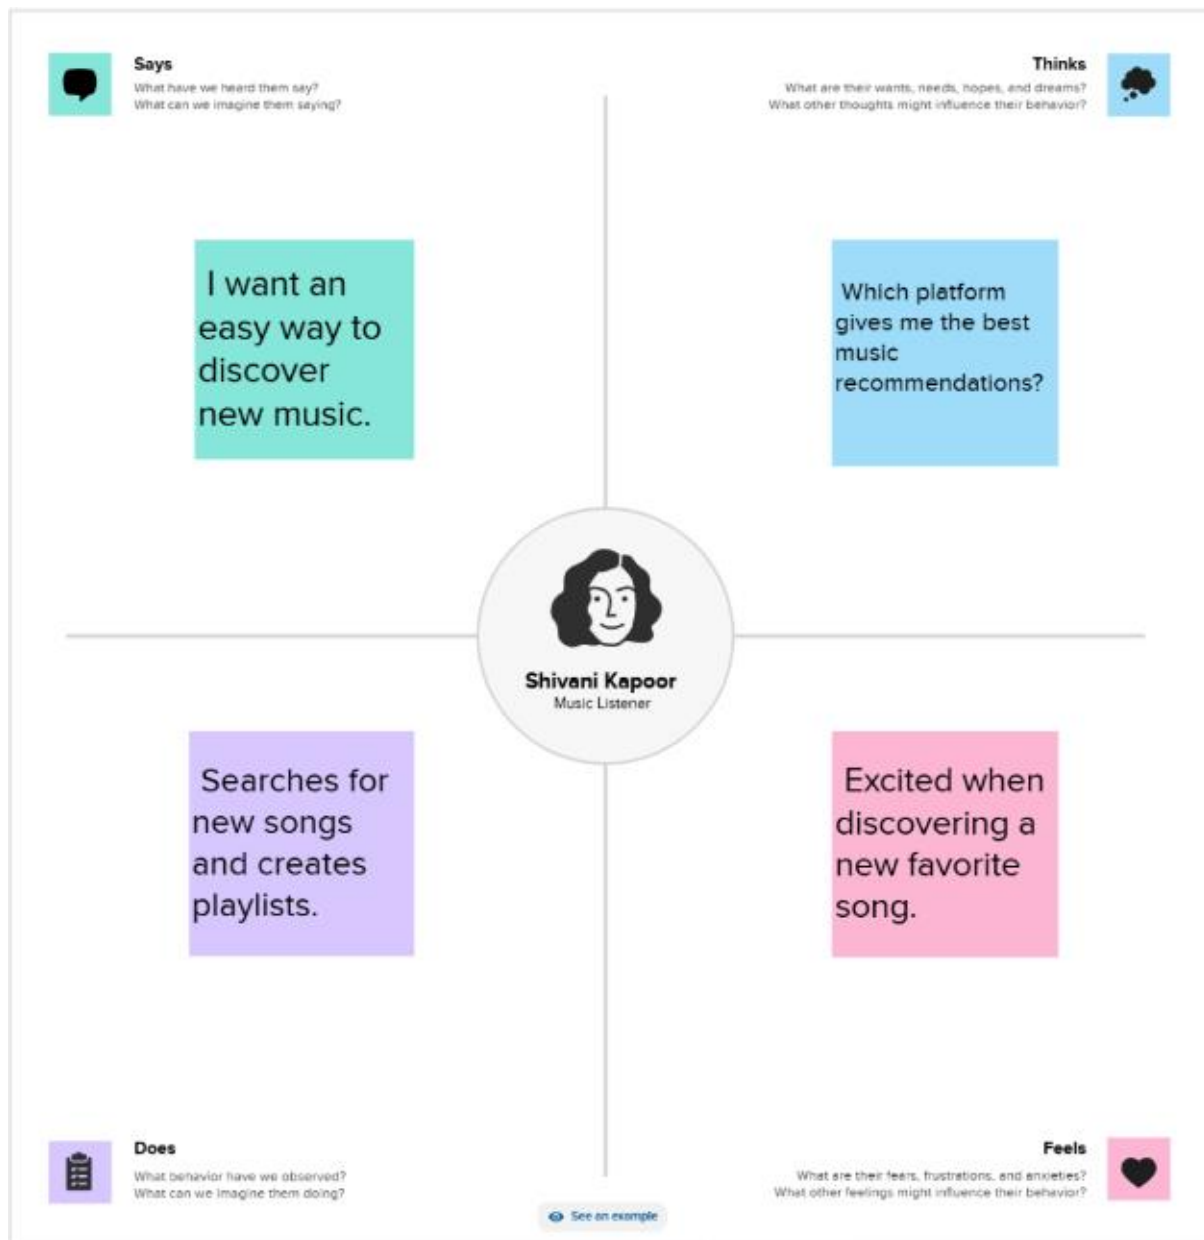 Says
What have we heard them say?
What can we imagine them saying?
Thinks
What are their wants, needs, hopes, and dreams?
What other thoughts might influence their behavior?
I want an
easy way to
discover
new music.
Which platform
gives me the best
music
recommendations?
Shivani Kapoor
Music Listener
Searches for
new songs
and creates
playlists.
Excited when
discovering a
new favorite
song.
Does
What behavior have we observed?
What can we imagine them doing?
Feels
What are their fears, frustrations, and anxieties?
What other feelings might influence their behavior?
See an example